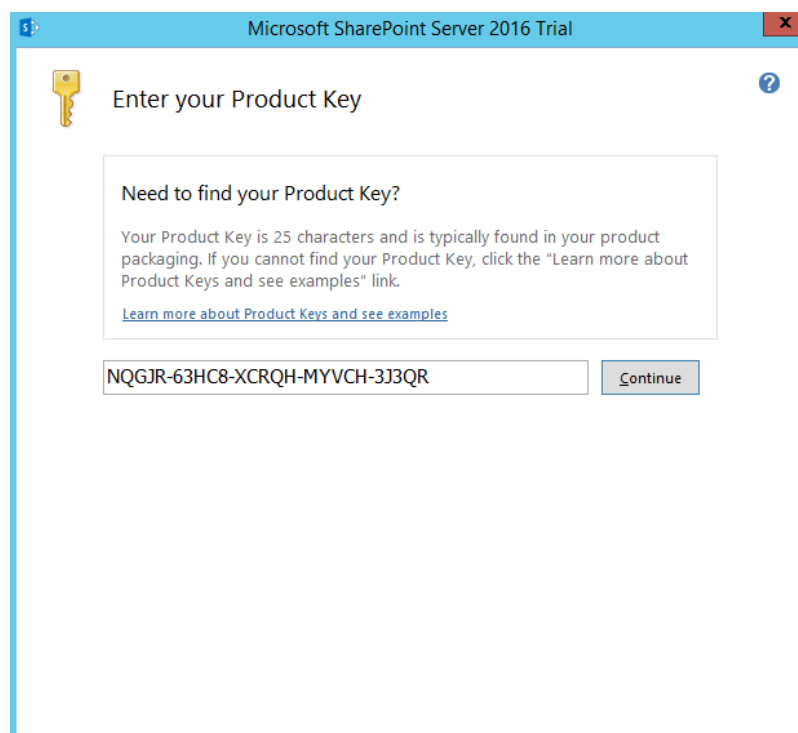 Microsoft SharePoint Server 2016 Trial
Enter your Product Key
Need to find your Product Key?
Your Product Key is 25 characters and is typically found in your product
packaging. If you cannot find your Product Key, click the “Learn more about
Product Keys and see examples” link.
Learn more about Product Keys and see examples
NQGJR-63HC8-XCRQH-MYVCH-3J3QR
Continue